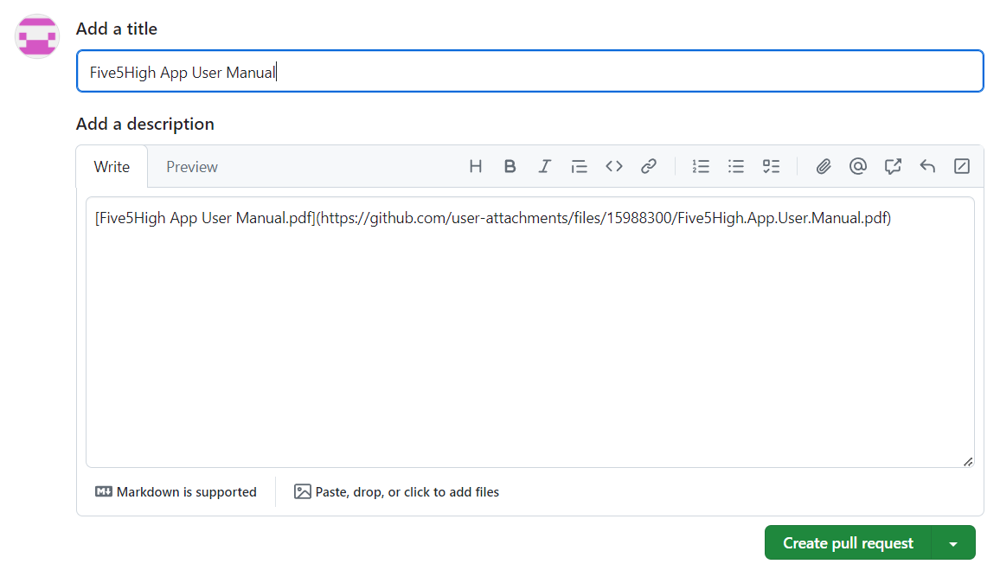 Add a title
Five5High App User Manual
Add a description
Write Preview
[Five5High App User Manual.pdf](https://github.com/user-attachments/files/15988300/Five5High.App.User.Manual.pdf)
Markdown is supported Paste, drop, or click to add files
Create pull request